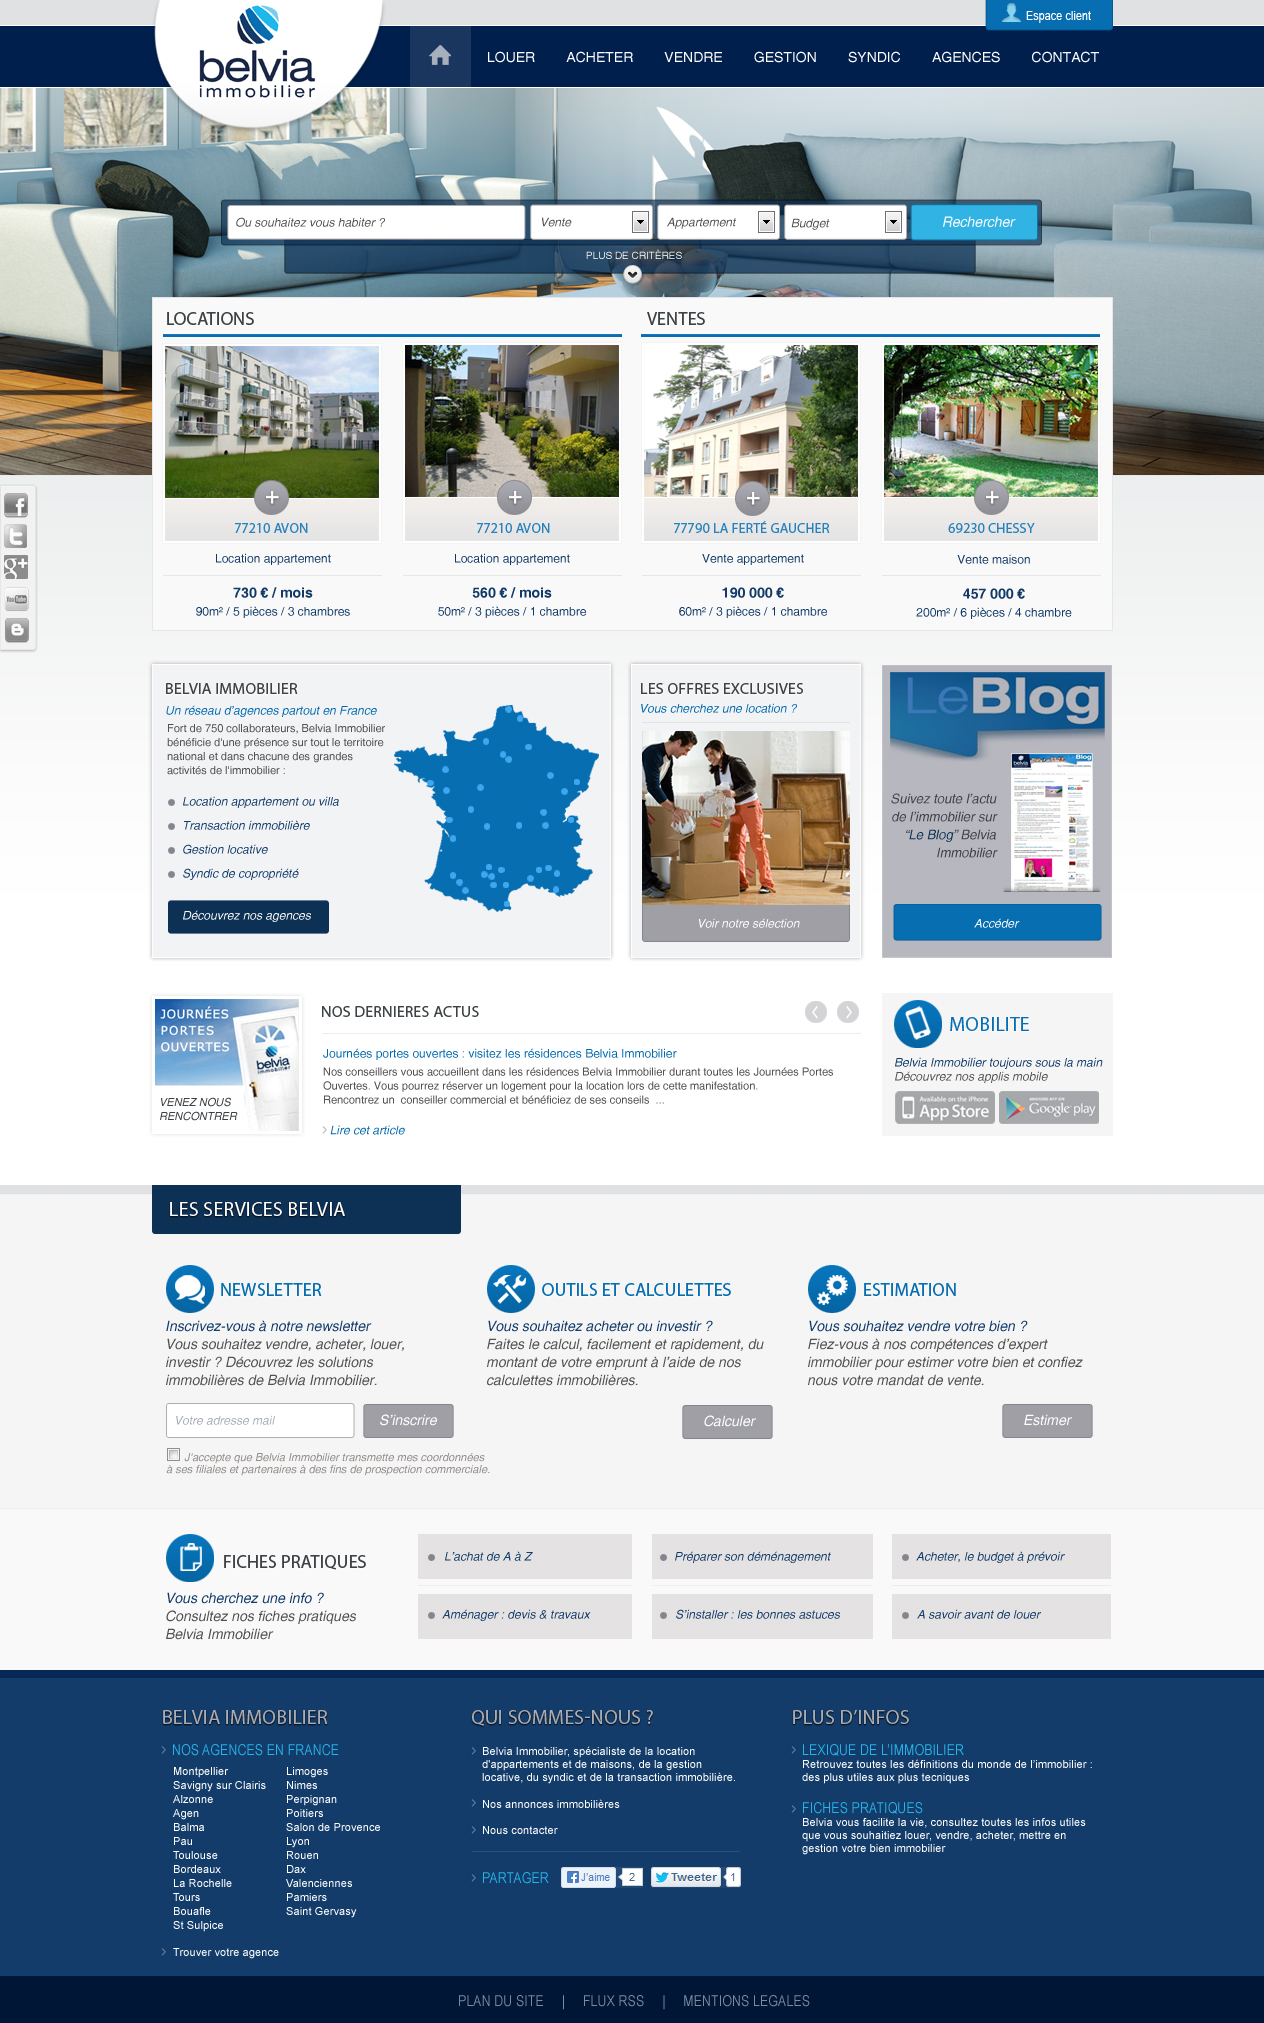 Espace client
belvia
immobilier
LOUER ACHETER VENDRE GESTION SYNDIC AGENCES CONTACT
Ou souhaitez vous habiter ? Vente Appartement Budget Rechercher
PLUS DE CRITÈRES
LOCATIONS VENTES
77210 AVON 77210 AVON 77790 LA FERTÉ GAUCHER 69230 CHESSY
Location appartement Location appartement Vente appartement Vente maison
730 € / mois 560 € / mois 190 000 € 457 000 €
90m² / 5 pièces / 3 chambres 50m² / 3 pièces / 1 chambre 60m² / 3 pièces / 1 chambre 200m² / 6 pièces / 4 chambre
BELVIA IMMOBILIER
Un réseau d'agences partout en France
Fort de 750 collaborateurs, Belvia Immobilier
bénéficie d'une présence sur tout le territoire
national et dans chacune des grandes
activités de l'immobilier :
Location appartement ou villa
Transaction immobilière
Gestion locative
Syndic de copropriété
Découvrez nos agences
LES OFFRES EXCLUSIVES
Vous cherchez une location ?
Voir notre sélection
LeBlog
belvia
Blog
Suivez toute l'actu
de l'immobilier sur
“Le Blog” Belvia
Immobilier
Accéder
JOURNÉES
PORTES
OUVERTES
belvia
immobilier
VENEZ NOUS
RENCONTRER
NOS DERNIERES ACTUS
Journées portes ouvertes : visitez les résidences Belvia Immobilier
Nos conseillers vous accueillent dans les résidences Belvia Immobilier durant toutes les Journées Portes
Ouvertes. Vous pourrez réserver un logement pour la location lors de cette manifestation.
Rencontrez un conseiller commercial et bénéficiez de ses conseils ...
Lire cet article
MOBILITE
Belvia Immobilier toujours sous la main
Découvrez nos applis mobile
Available on the iPhone
App Store
Google play
LES SERVICES BELVIA
NEWSLETTER
Inscrivez-vous à notre newsletter
Vous souhaitez vendre, acheter, louer,
investir ? Découvrez les solutions
immobilières de Belvia Immobilier.
Votre adresse mail S'inscrire
J'accepte que Belvia Immobilier transmette mes coordonnées
à ses filiales et partenaires à des fins de prospection commerciale.
OUTILS ET CALCULETTES
Vous souhaitez acheter ou investir ?
Faites le calcul, facilement et rapidement, du
montant de votre emprunt à l'aide de nos
calculettes immobilières.
Calculer
ESTIMATION
Vous souhaitez vendre votre bien ?
Fiez-vous à nos compétences d'expert
immobilier pour estimer votre bien et confiez
nous votre mandat de vente.
Estimer
FICHES PRATIQUES
Vous cherchez une info ?
Consultez nos fiches pratiques
Belvia Immobilier
L'achat de A à Z Préparer son déménagement Acheter, le budget à prévoir
Aménager : devis & travaux S'installer : les bonnes astuces A savoir avant de louer
BELVIA IMMOBILIER
NOS AGENCES EN FRANCE
Montpellier
Savigny sur Clairis
Alzonne
Agen
Balma
Pau
Toulouse
Bordeaux
La Rochelle
Tours
Bouafle
St Sulpice
Limoges
Nimes
Perpignan
Poitiers
Salon de Provence
Lyon
Rouen
Dax
Valenciennes
Pamiers
Saint Gervasy
Trouver votre agence
QUI SOMMES-NOUS ?
Belvia Immobilier, spécialiste de la location
d'appartements et de maisons, de la gestion
locative, du syndic et de la transaction immobilière.
Nos annonces immobilières
Nous contacter
PARTAGER J'aime 2 Tweeter 1
PLUS D'INFOS
LEXIQUE DE L'IMMOBILIER
Retrouvez toutes les définitions du monde de l'immobilier :
des plus utiles aux plus tecniques
FICHES PRATIQUES
Belvia vous facilite la vie, consultez toutes les infos utiles
que vous souhaitiez louer, vendre, acheter, mettre en
gestion votre bien immobilier
PLAN DU SITE | FLUX RSS | MENTIONS LEGALES